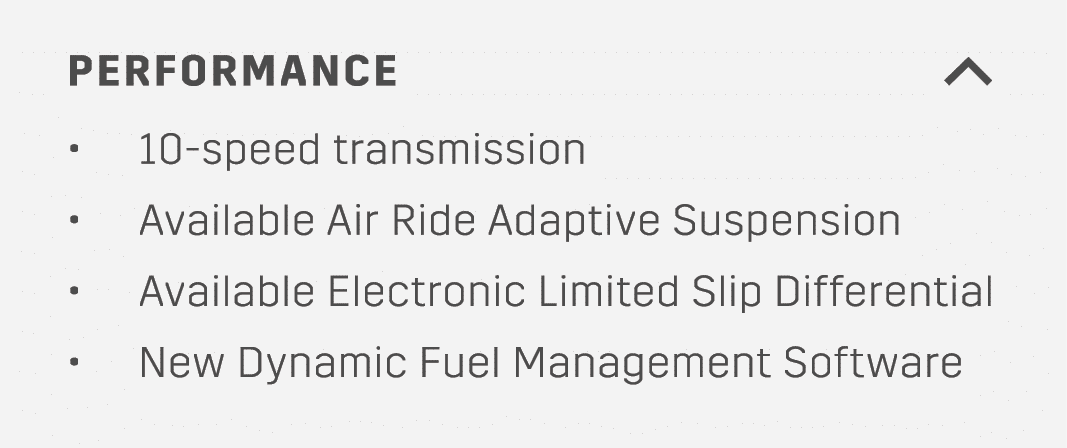 PERFORMANCE
• 10-speed transmission
• Available Air Ride Adaptive Suspension
• Available Electronic Limited Slip Differential
• New Dynamic Fuel Management Software